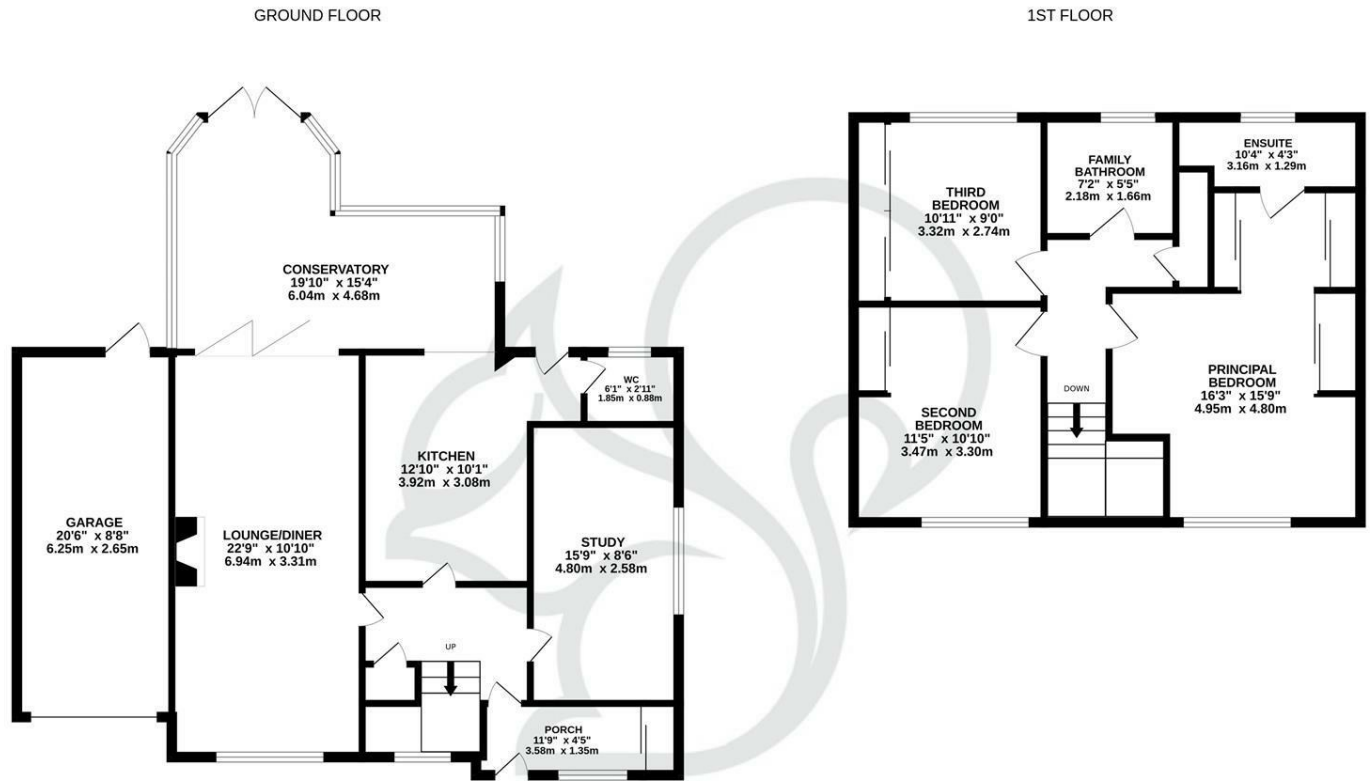 GROUND FLOOR
1ST FLOOR
CONSERVATORY
19'10" x 15'4"
6.04m x 4.68m
WC
6'1" x 2'11"
1.85m x 0.88m
KITCHEN
12'10" x 10'1"
3.92m x 3.08m
GARAGE
20'6" x 8'8"
6.25m x 2.65m
LOUNGE/DINER
22'9" x 10'10"
6.94m x 3.31m
STUDY
15'9" x 8'6"
4.80m x 2.58m
UP
PORCH
11'9" x 4'5"
3.58m x 1.35m
ENSUITE
10'4" x 4'3"
3.16m x 1.29m
FAMILY
BATHROOM
7'2" x 5'5"
2.18m x 1.66m
THIRD
BEDROOM
10'11" x 9'0"
3.32m x 2.74m
PRINCIPAL
BEDROOM
16'3" x 15'9"
4.95m x 4.80m
DOWN
SECOND
BEDROOM
11'5" x 10'10"
3.47m x 3.30m